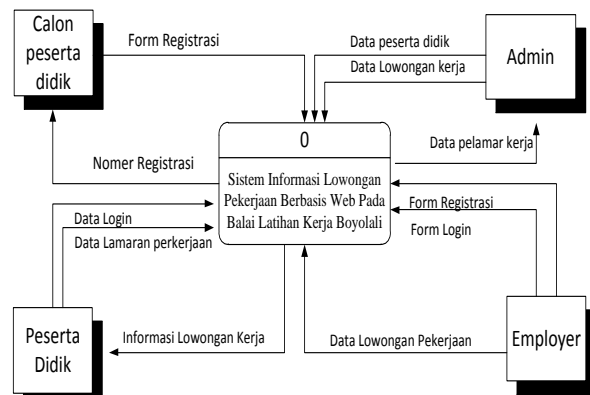 Calon
peserta
didik
Form Registrasi
Data peserta didik
Data Lowongan kerja
Admin
0
Nomer Registrasi
Data pelamar kerja
Sistem Informasi Lowongan
Pekerjaan Berbasis Web Pada
Balai Latihan Kerja Boyolali
Data Login
Data Lamaran perkerjaan
Form Registrasi
Form Login
Peserta
Didik
Informasi Lowongan Kerja
Data Lowongan Pekerjaan
Employer